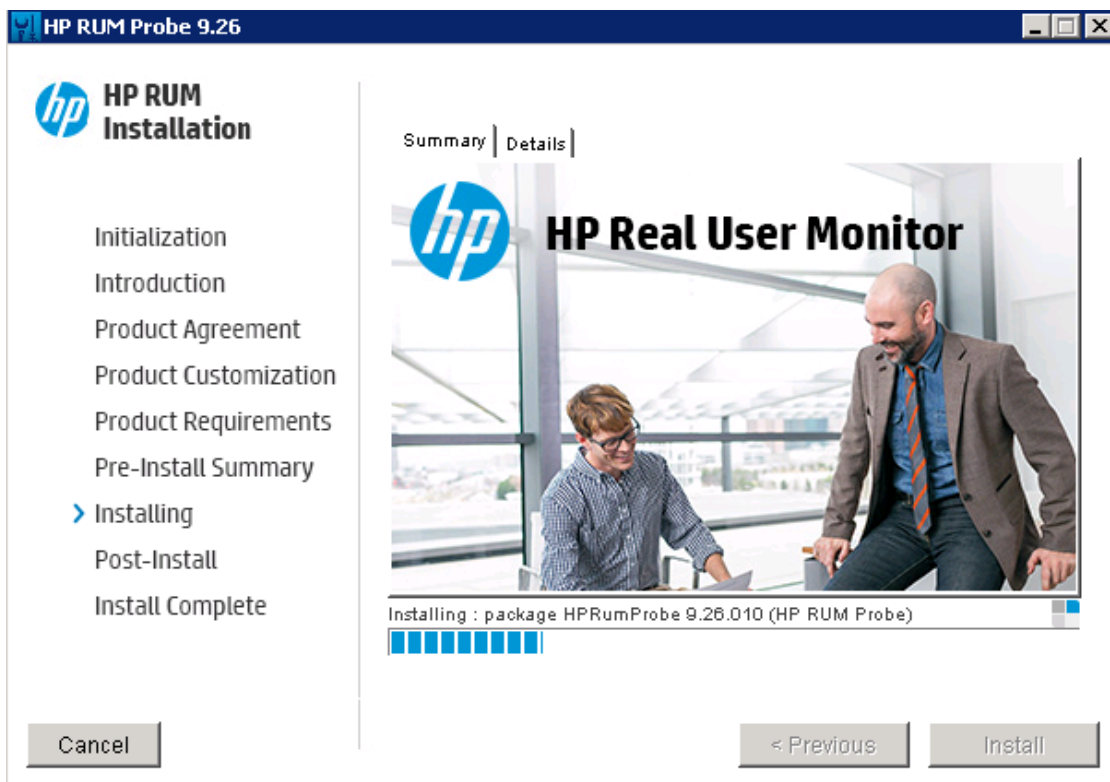 HP RUM Probe 9.26
hp
HP RUM
Installation
Initialization
Introduction
Product Agreement
Product Customization
Product Requirements
Pre-Install Summary
Installing
Post-Install
Install Complete
Summary
Details
hp
HP Real User Monitor
Installing : package HPRumProbe 9.26.010 (HP RUM Probe)
Cancel
< Previous
Install